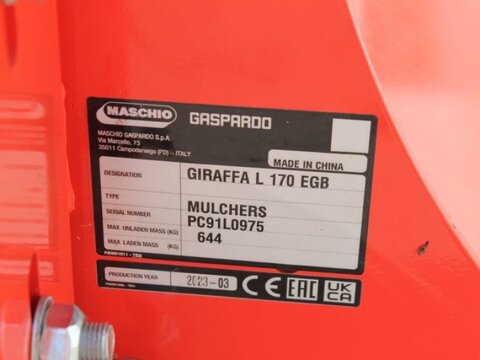 MASCHIO GASPARDO
MASCHIO GASPARDO S.p.A.
Via Marcello, 73
35011 Campodarsego (PD) - ITALY
MADE IN CHINA
DESIGNATION GIRAFFA L 170 EGB
TYPE MULCHERS
SERIAL NUMBER PC91L0975
MAX. UNLADEN MASS (KG) 644
MAX. LADEN MASS (KG)
PRODUCTION YEAR 2023 - 03 CE EAC UK CA